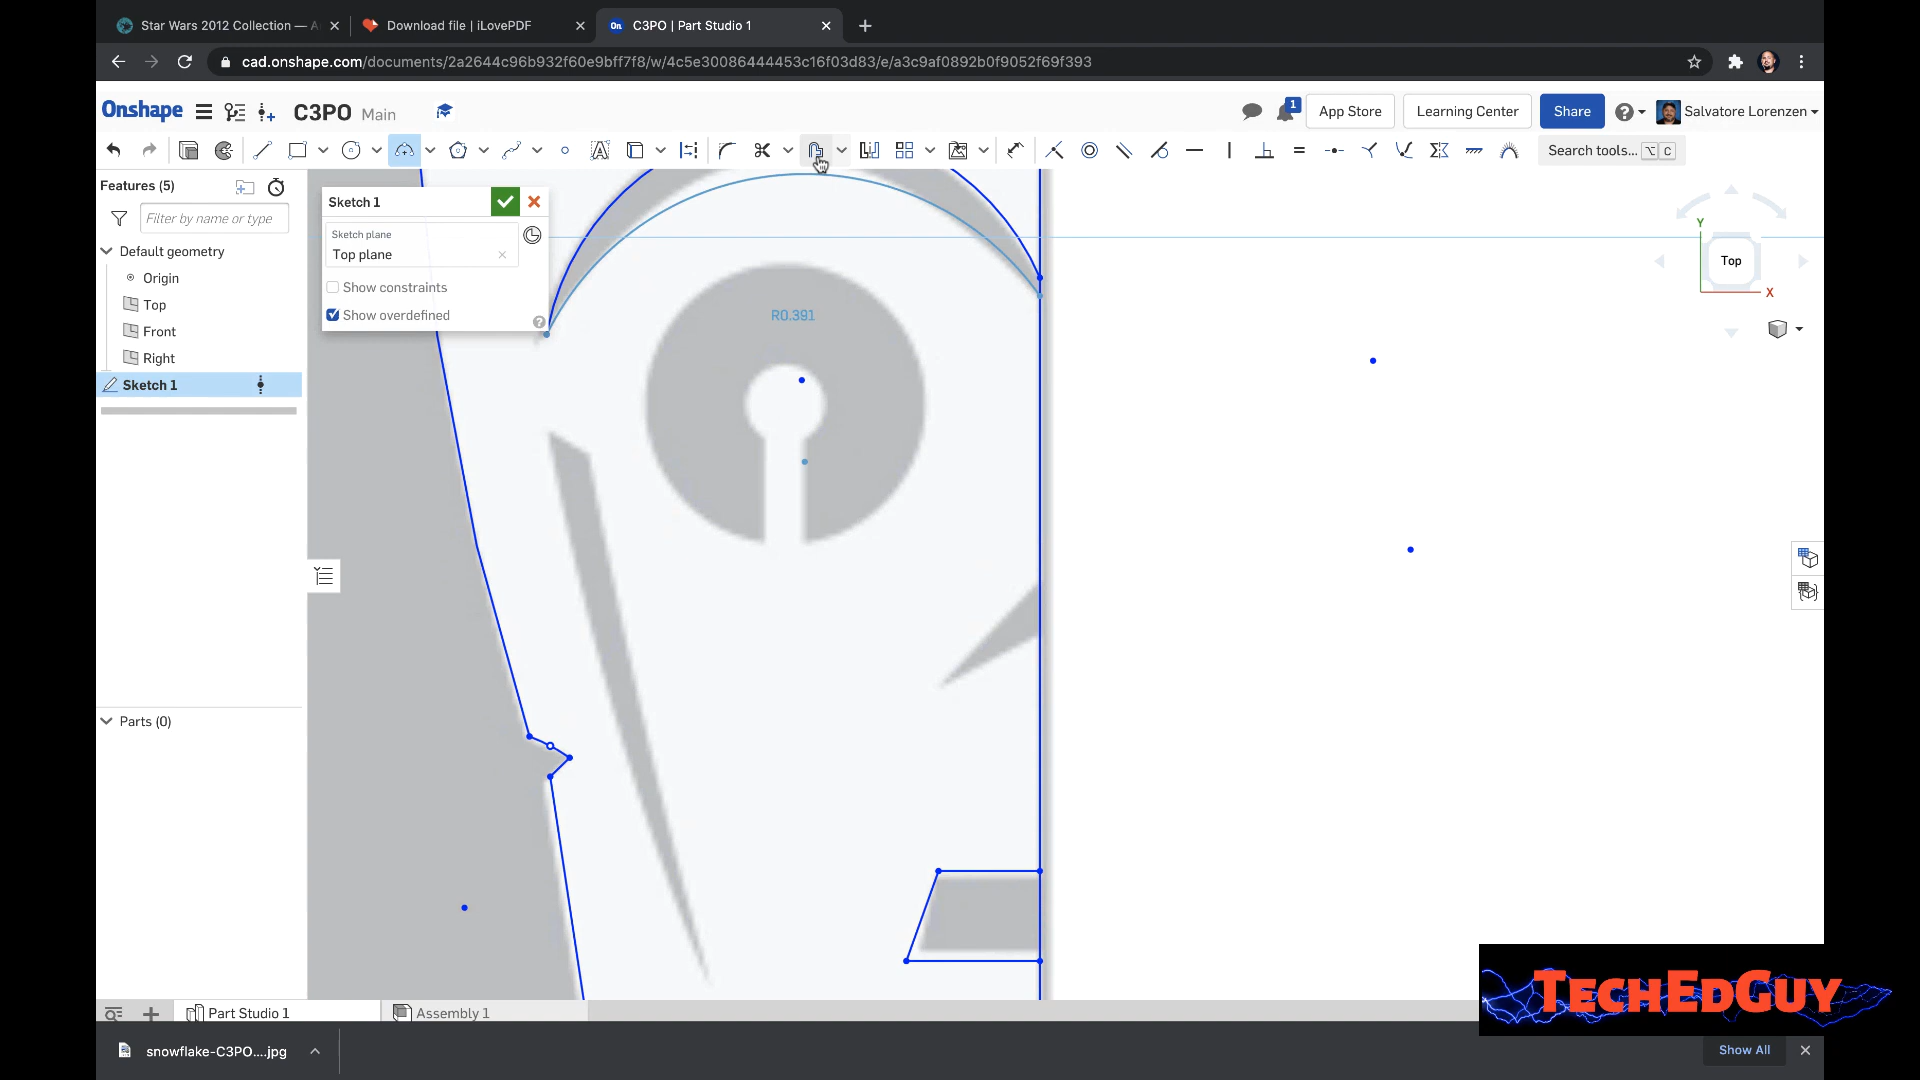 Star Wars 2012 Collection — A
Download file | iLovePDF
C3PO | Part Studio 1
cad.onshape.com/documents/2a2644c96b932f60e9bff7f8/w/4c5e30086444453c16f03d83/e/a3c9af0892b0f9052f69f393
Onshape
C3PO Main
1
App Store
Learning Center
Share
Salvatore Lorenzen
Search tools... ⌥ C
Features (5)
Filter by name or type
Default geometry
Origin
Top
Front
Right
Sketch 1
Parts (0)
Sketch 1
Sketch plane
Top plane
Show constraints
Show overdefined
R0.391
Y
Top
X
TechEdGuy
Part Studio 1
Assembly 1
snowflake-C3PO....jpg
Show All